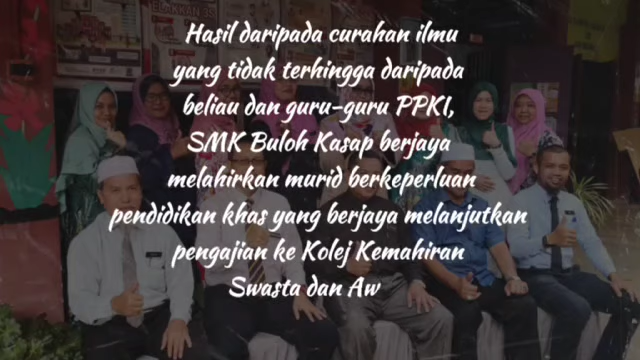 Hasil daripada curahan ilmu
yang tidak terhingga daripada
beliau dan guru-guru PPKI,
SMK Buloh Kasap berjaya
melahirkan murid berkeperluan
pendidikan khas yang berjaya melanjutkan
pengajian ke Kolej Kemahiran
Swasta dan Aw